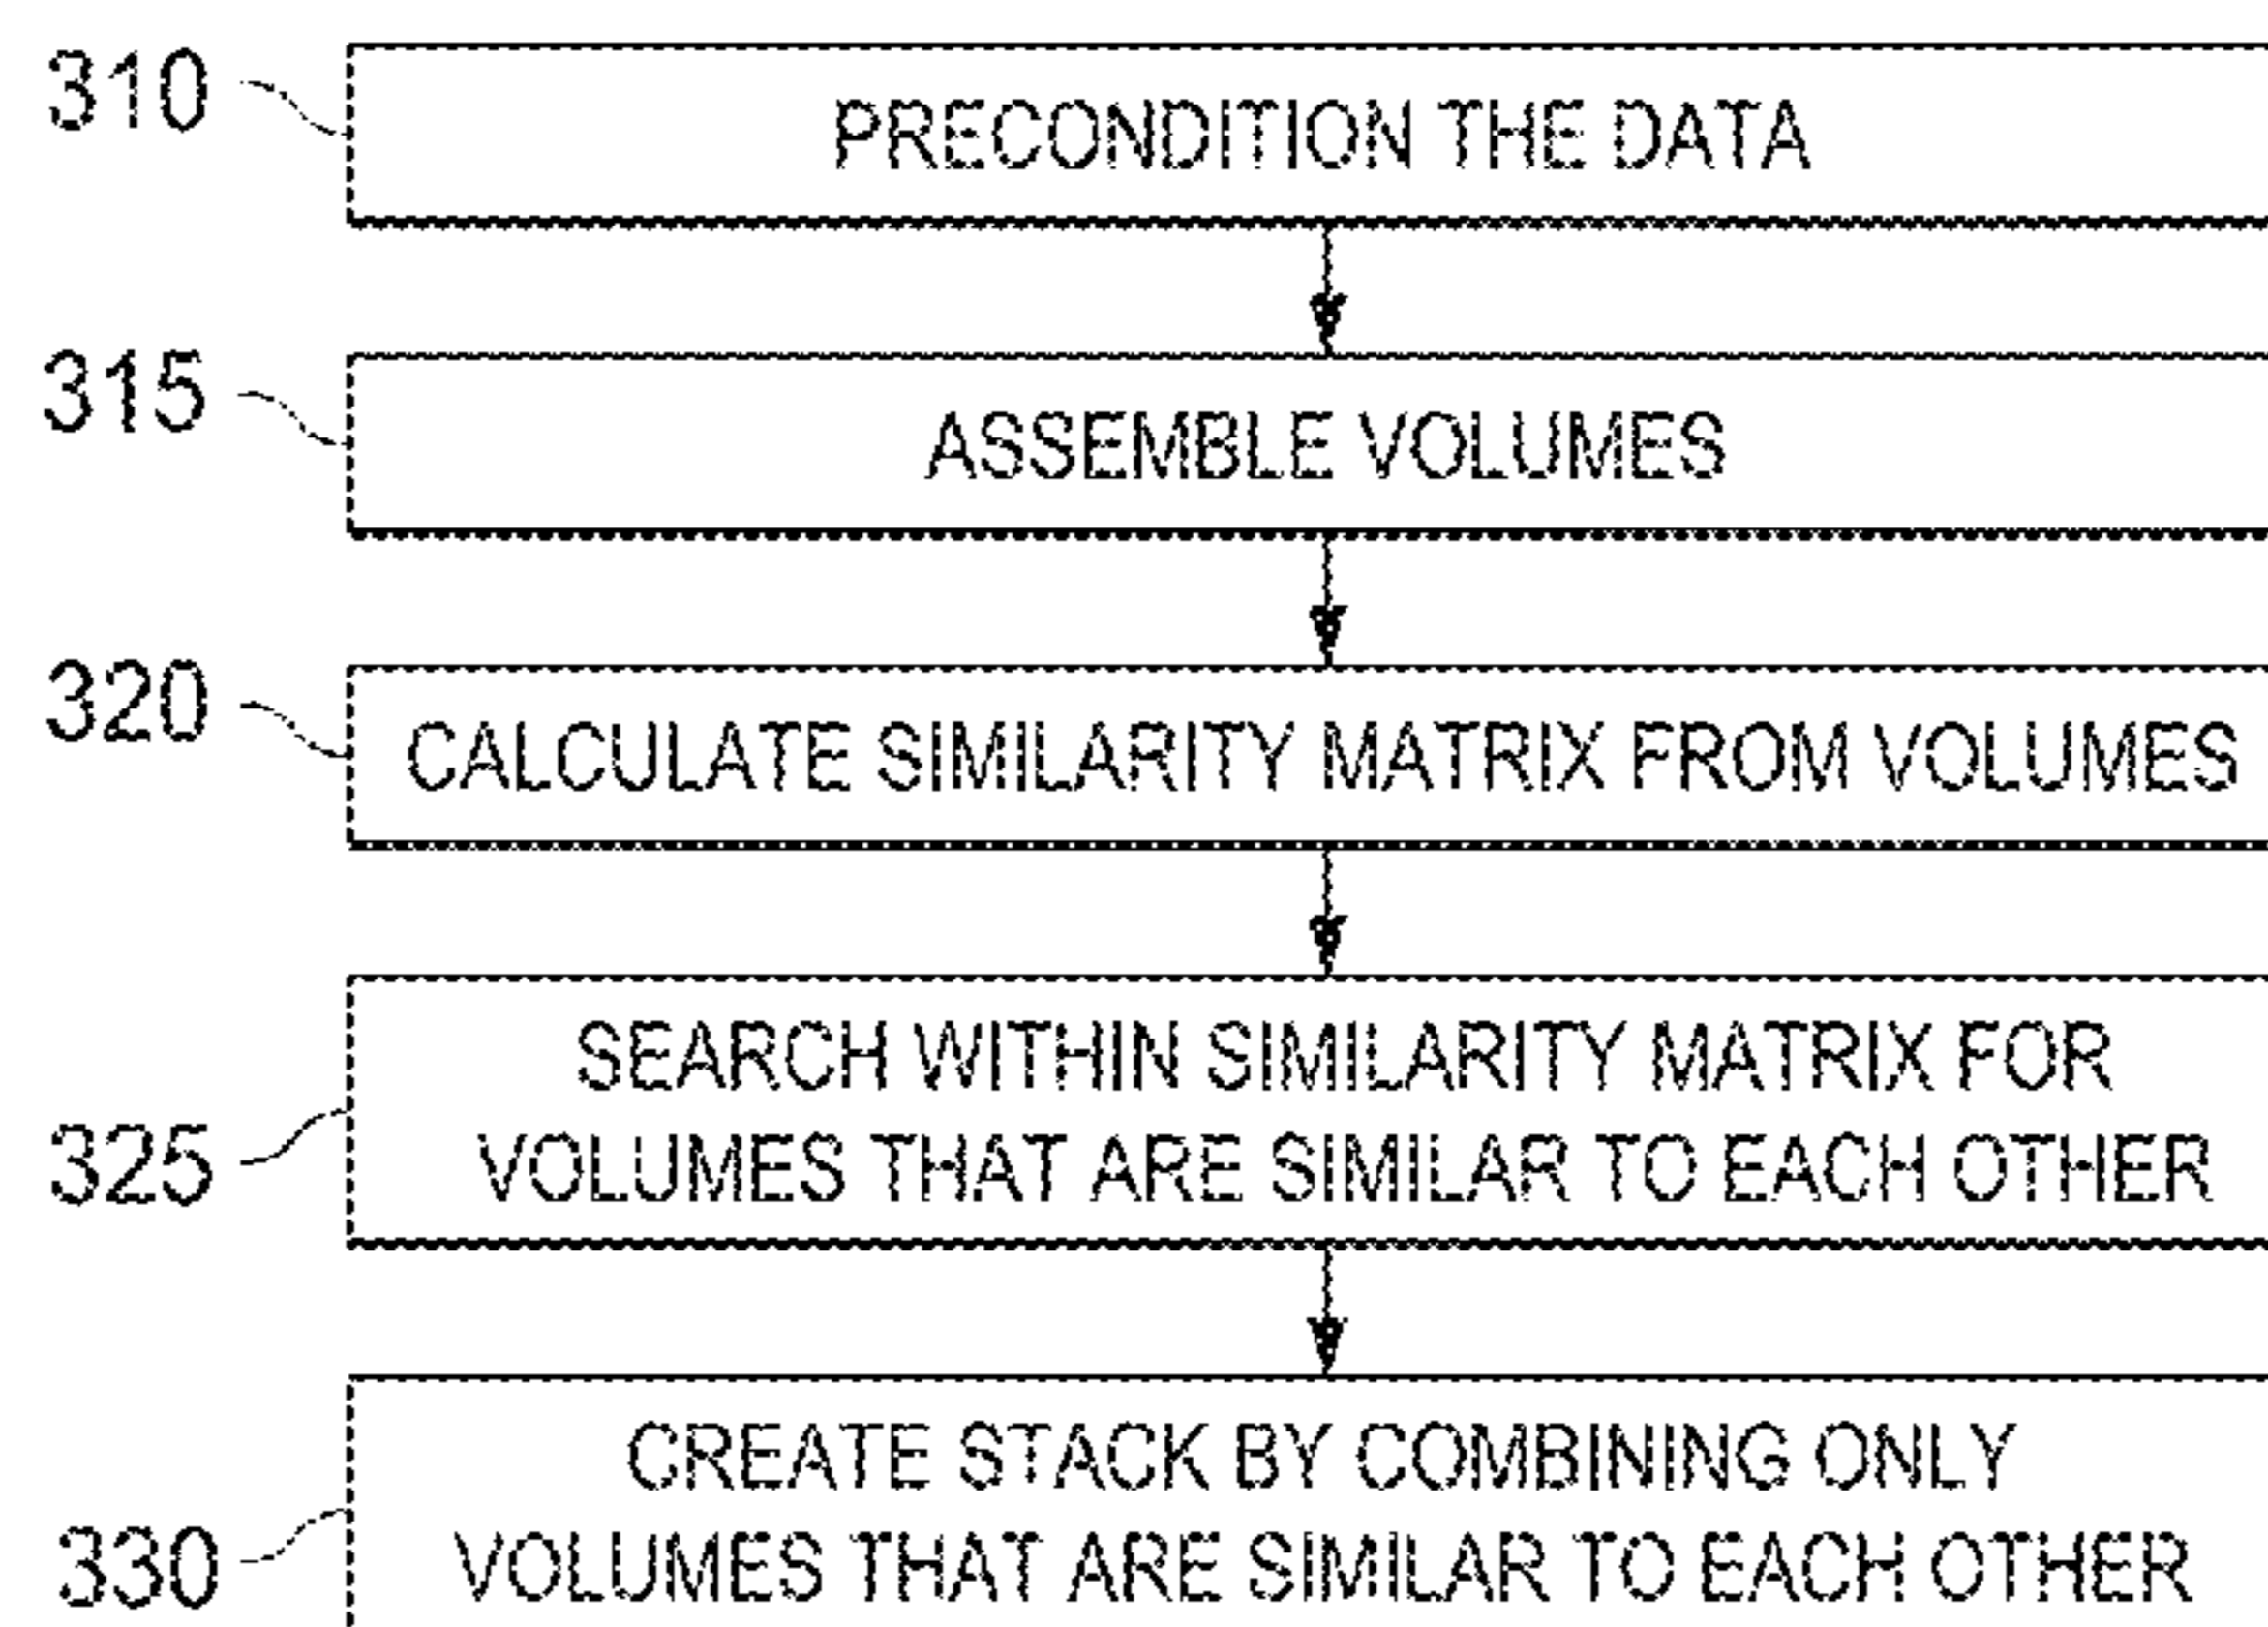 310
PRECONDITION THE DATA
315
ASSEMBLE VOLUMES
320
CALCULATE SIMILARITY MATRIX FROM VOLUMES
SEARCH WITHIN SIMILARITY MATRIX FOR
325
VOLUMES THAT ARE SIMILAR TO EACH OTHER
CREATE STACK BY COMBINING ONLY
330
VOLUMES THAT ARE SIMILAR TO EACH OTHER